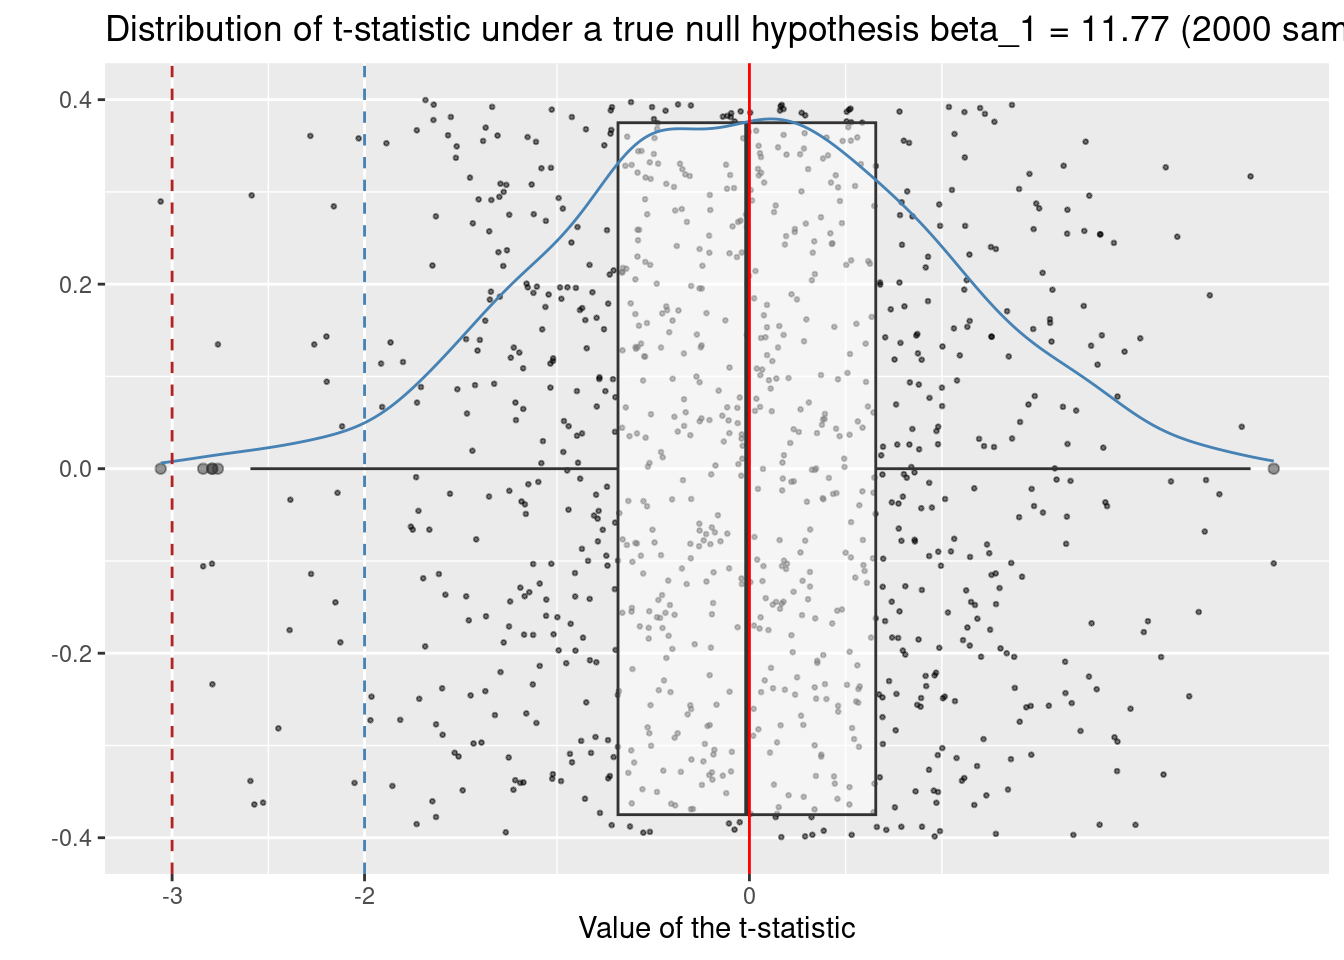 Distribution of t-statistic under a true null hypothesis beta_1 = 11.77 (2000 sam
0.4
0.2
0.0
-0.2
-0.4
-3 -2 0
Value of the t-statistic